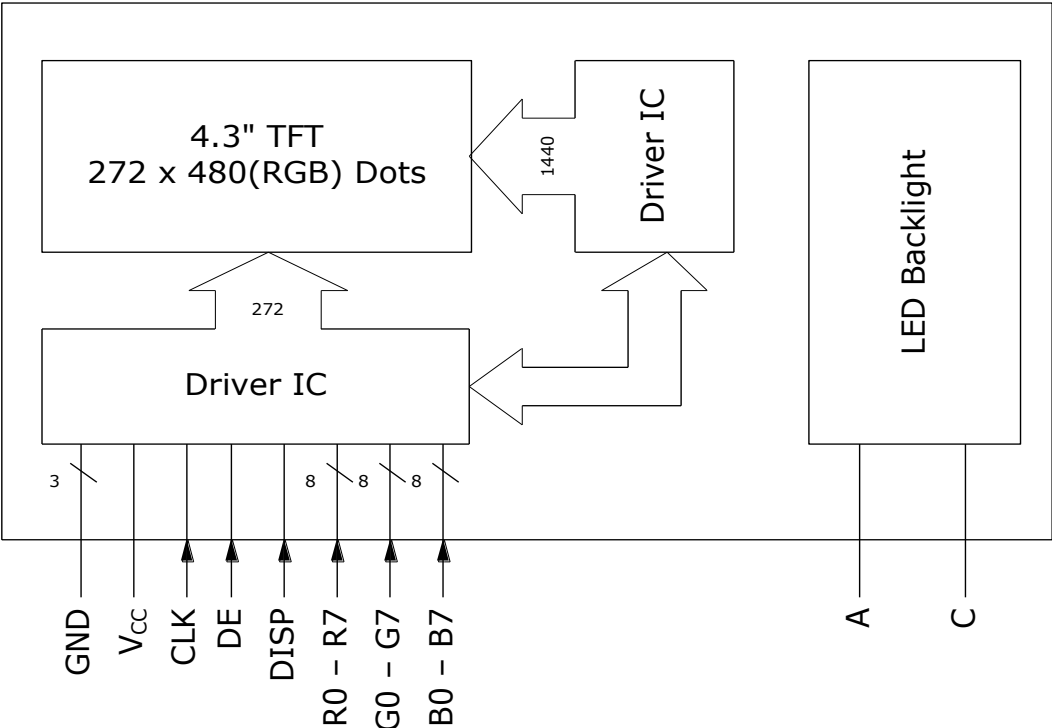 4.3" TFT
272 x 480(RGB) Dots
1440
Driver IC
LED Backlight
272
Driver IC
3
8
8
8
GND
VCC
CLK
DE
DISP
R0 – R7
G0 – G7
B0 – B7
A
C